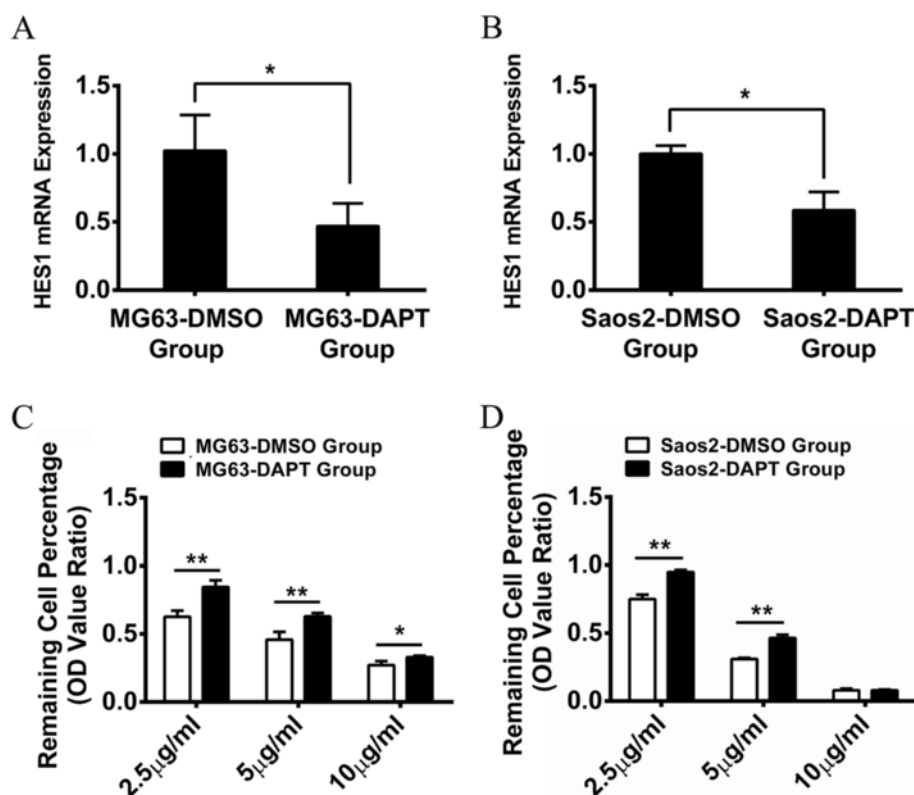 A
HES1 mRNA Expression
1.5
1.0
0.5
0.0
*
MG63-DMSO
Group
MG63-DAPT
Group
B
HES1 mRNA Expression
1.5
1.0
0.5
0.0
*
Saos2-DMSO
Group
Saos2-DAPT
Group
C
MG63-DMSO Group
MG63-DAPT Group
Remaining Cell Percentage
(OD Value Ratio)
1.5
1.0
0.5
0.0
**
**
*
2.5μg/ml
5μg/ml
10μg/ml
D
Saos2-DMSO Group
Saos2-DAPT Group
Remaining Cell Percentage
(OD Value Ratio)
1.5
1.0
0.5
0.0
**
**
2.5μg/ml
5μg/ml
10μg/ml